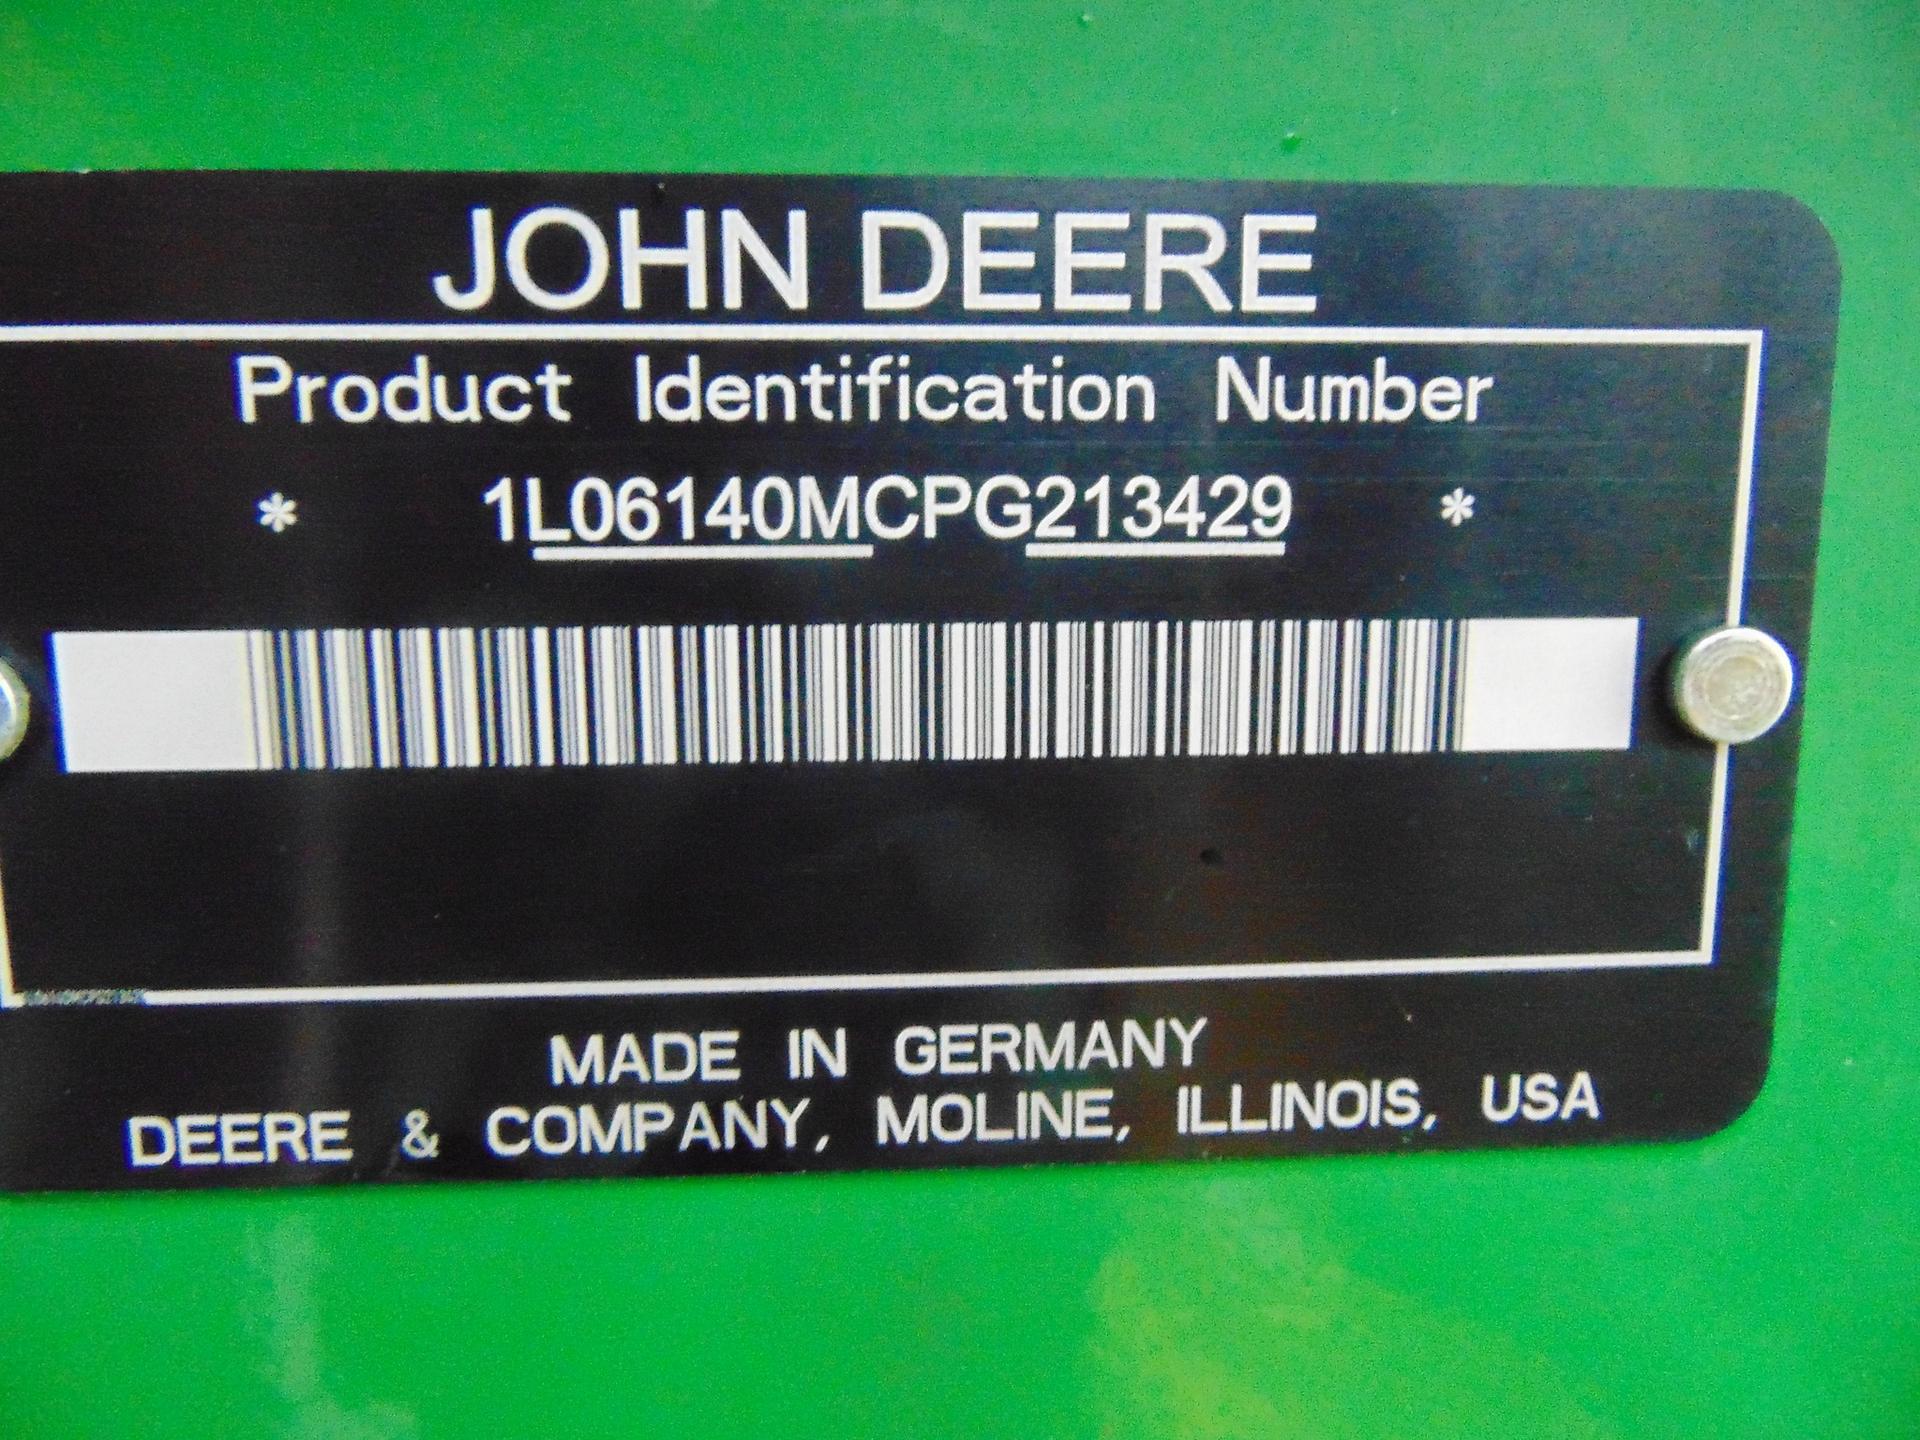 JOHN DEERE
Product Identification Number
* 1L06140MCPG213429 *
MADE IN GERMANY
DEERE & COMPANY, MOLINE, ILLINOIS, USA